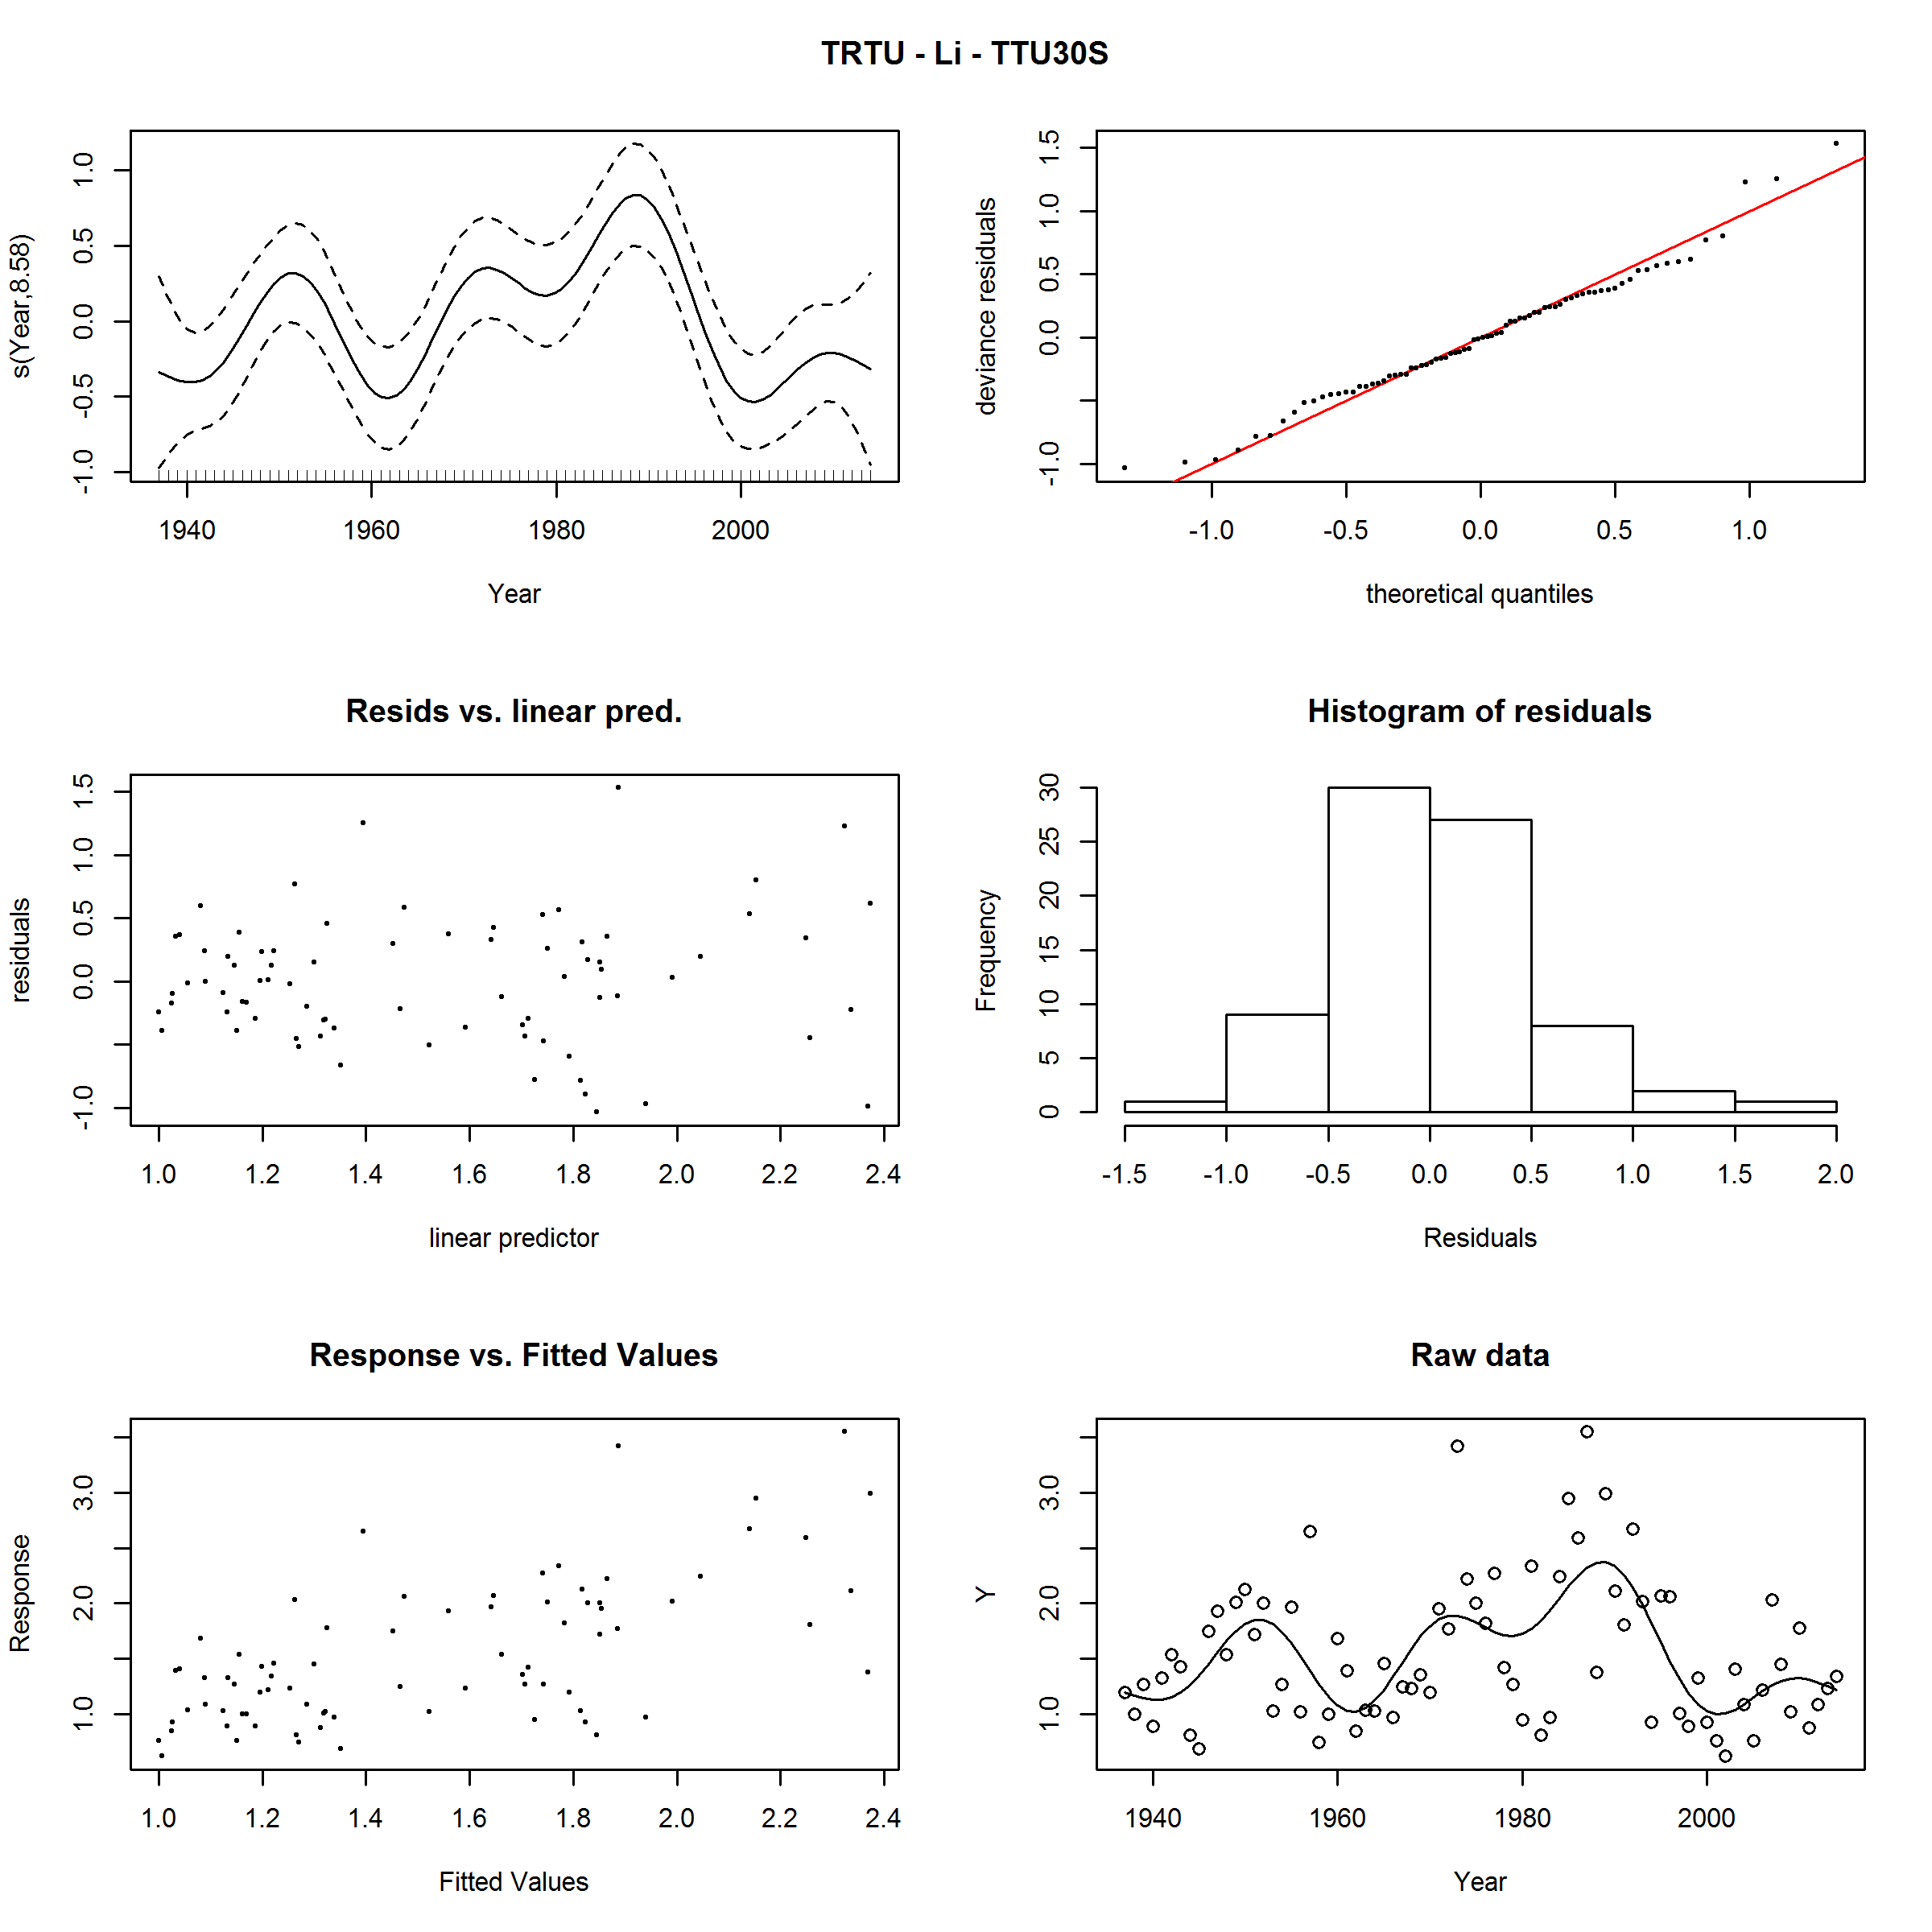 TRTU - Li - TTU30S
s(Year,8.58)
-1.0 -0.5 0.0 0.5 1.0
1940 1960 1980 2000
Year
deviance residuals
-1.0 0.0 0.5 1.0 1.5
-1.0 -0.5 0.0 0.5 1.0
theoretical quantiles
Resids vs. linear pred.
residuals
-1.0 0.0 0.5 1.0 1.5
1.0 1.2 1.4 1.6 1.8 2.0 2.2 2.4
linear predictor
Histogram of residuals
Frequency
0 5 10 15 20 25 30
-1.5 -1.0 -0.5 0.0 0.5 1.0 1.5 2.0
Residuals
Response vs. Fitted Values
Response
1.0 2.0 3.0
1.0 1.2 1.4 1.6 1.8 2.0 2.2 2.4
Fitted Values
Raw data
Y
1.0 2.0 3.0
1940 1960 1980 2000
Year